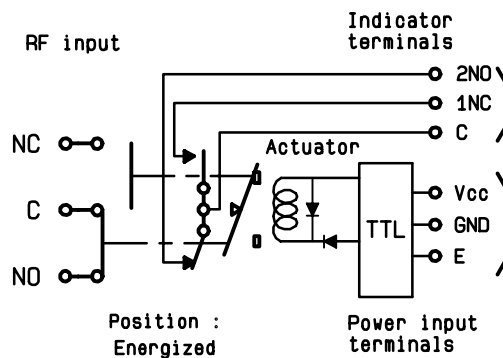 Indicator
terminals
RF input
2NO
1NC
C
NC
Actuator
C
Vcc
TTL
GND
NO
E
Position :
Energized
Power input
terminals